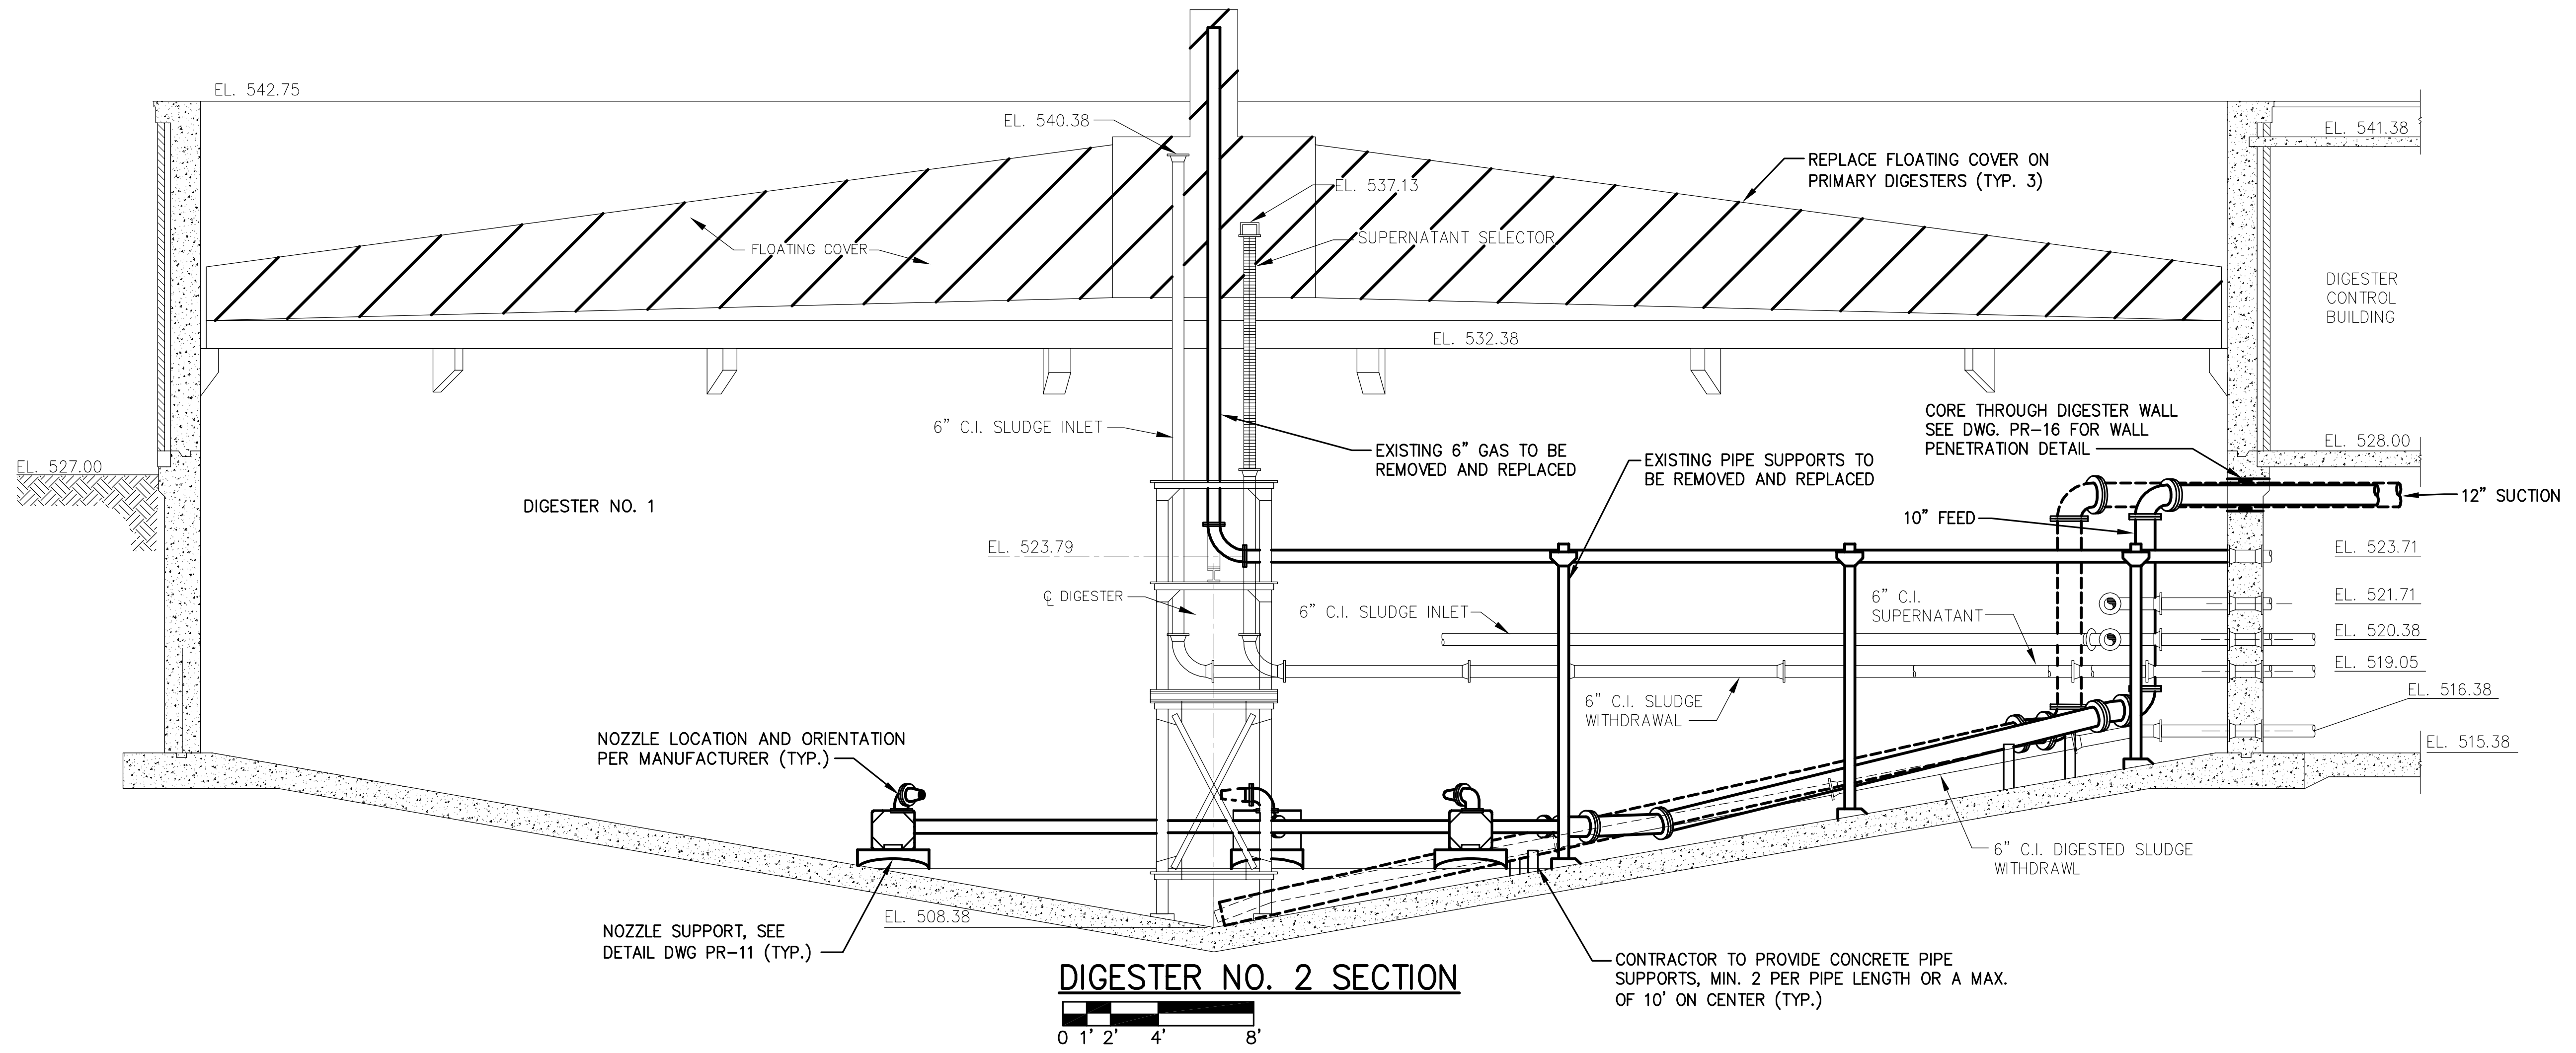 EL. 542.75
EL. 540.38
EL. 541.38
REPLACE FLOATING COVER ON
PRIMARY DIGESTERS (TYP. 3)
EL. 537.13
SUPERNATANT SELECTOR
FLOATING COVER
DIGESTER
CONTROL
BUILDING
EL. 532.38
CORE THROUGH DIGESTER WALL
SEE DWG. PR-16 FOR WALL
PENETRATION DETAIL
6" C.I. SLUDGE INLET
EL. 528.00
EXISTING 6" GAS TO BE
REMOVED AND REPLACED
EXISTING PIPE SUPPORTS TO
BE REMOVED AND REPLACED
EL. 527.00
DIGESTER NO. 1
12" SUCTION
10" FEED
EL. 523.79
EL. 523.71
℄ DIGESTER
6" C.I. SLUDGE INLET
6" C.I.
SUPERNATANT
EL. 521.71
EL. 520.38
EL. 519.05
6" C.I. SLUDGE
WITHDRAWAL
EL. 516.38
NOZZLE LOCATION AND ORIENTATION
PER MANUFACTURER (TYP.)
EL. 515.38
6" C.I. DIGESTED SLUDGE
WITHDRAWL
EL. 508.38
NOZZLE SUPPORT, SEE
DETAIL DWG PR-11 (TYP.)
CONTRACTOR TO PROVIDE CONCRETE PIPE
SUPPORTS, MIN. 2 PER PIPE LENGTH OR A MAX.
OF 10' ON CENTER (TYP.)
DIGESTER NO. 2 SECTION
0 1' 2' 4' 8'